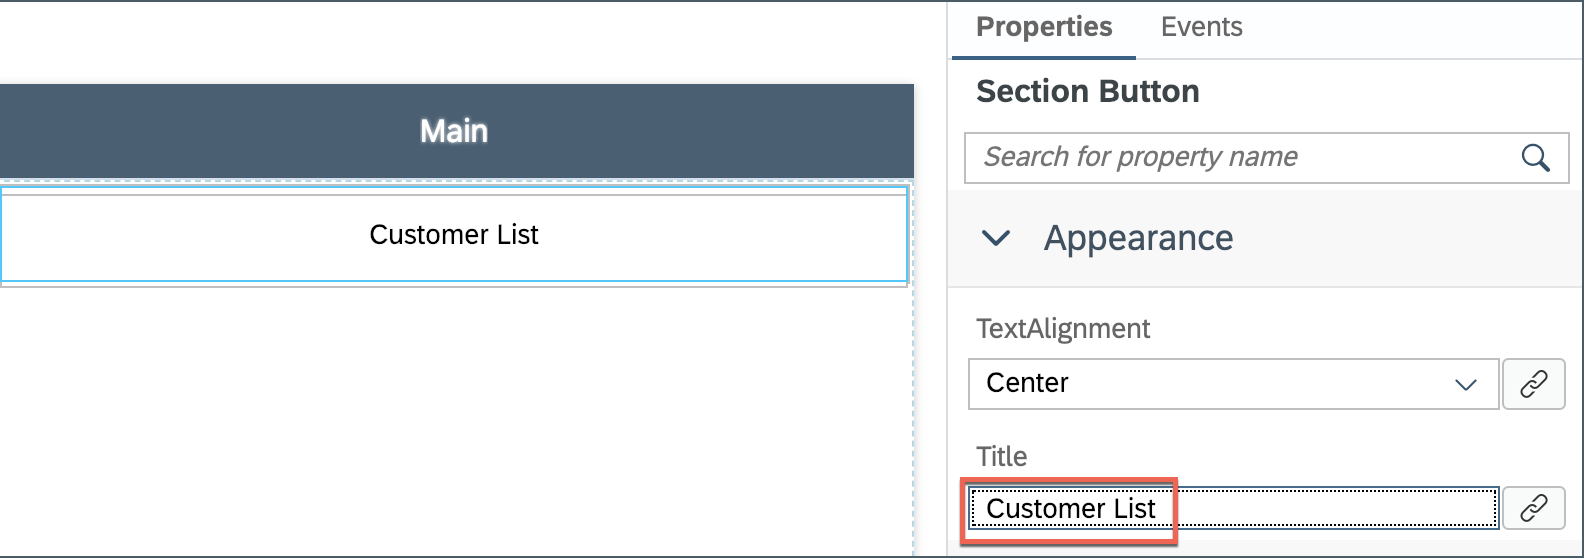 Main
Customer List
Properties Events
Section Button
Search for property name
Appearance
TextAlignment
Center
Title
Customer List